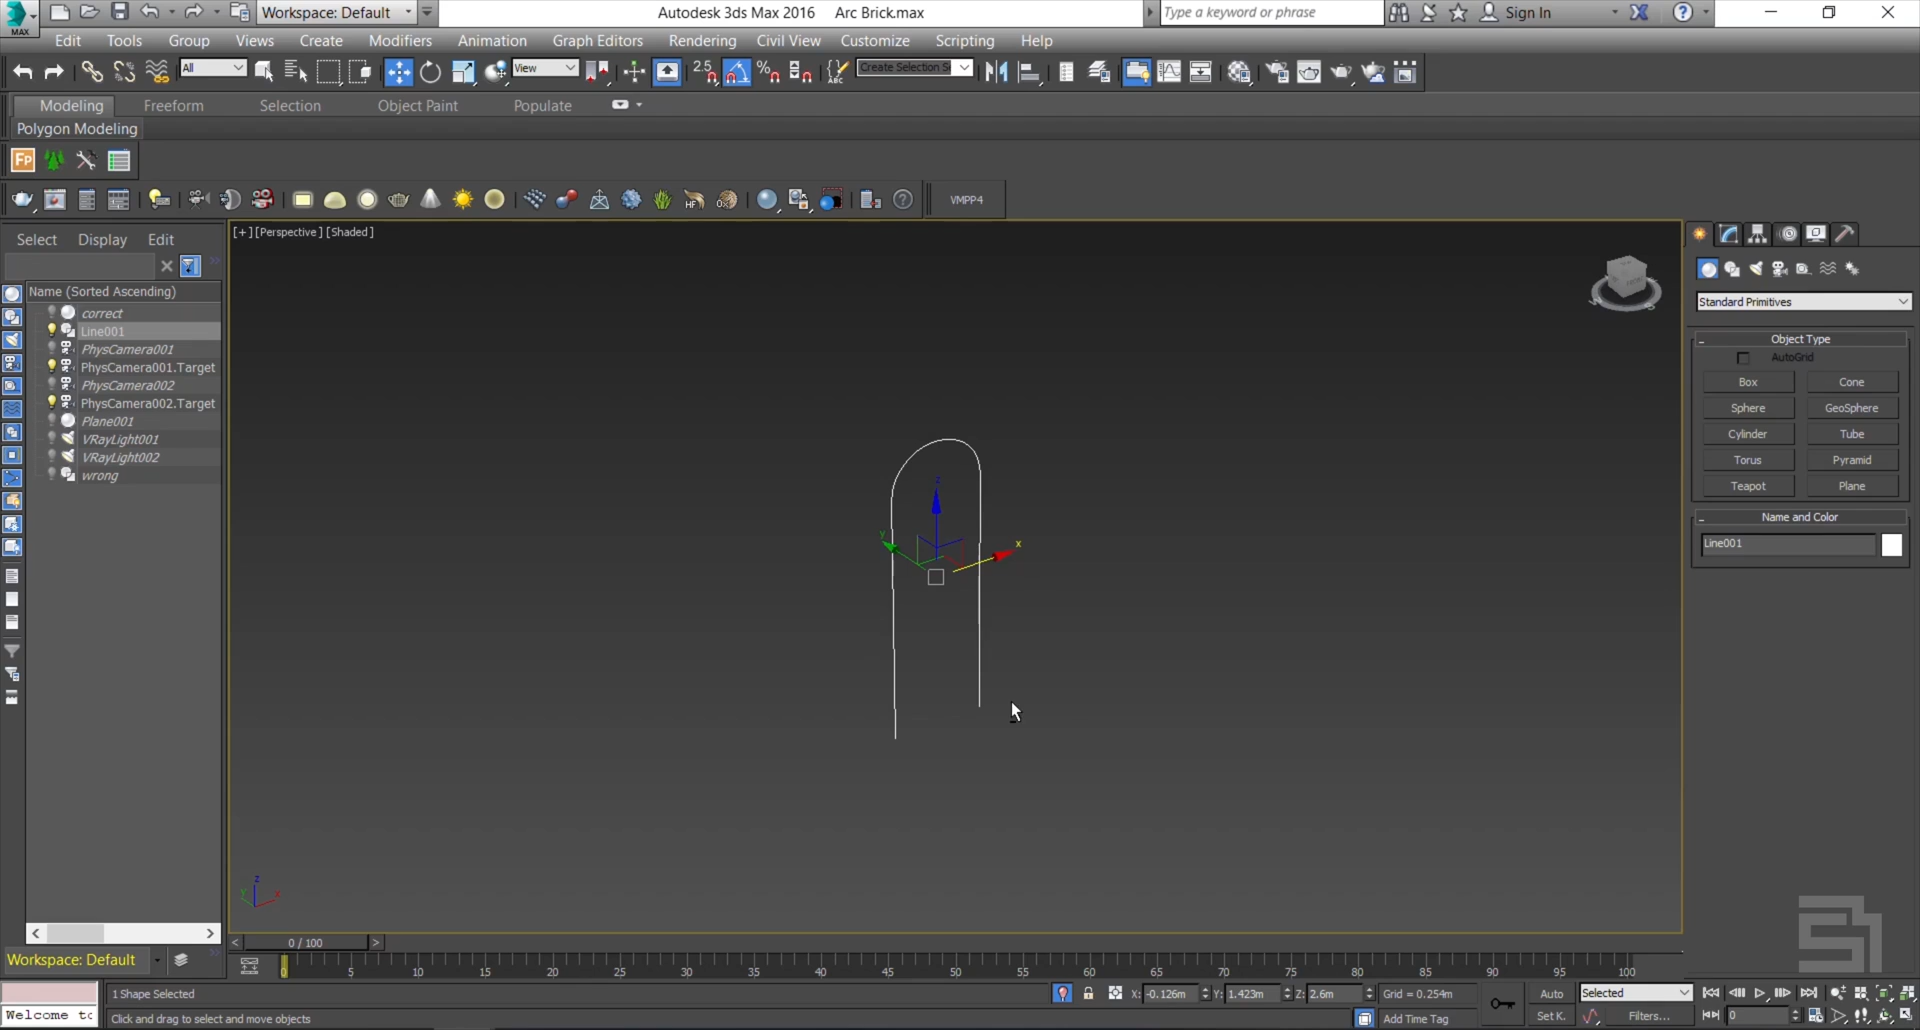 MAX
Workspace: Default
Autodesk 3ds Max 2016 Arc Brick.max
Type a keyword or phrase
Sign In
Edit Tools Group Views Create Modifiers Animation Graph Editors Rendering Civil View Customize Scripting Help
All
View
2.5
ABC
Create Selection S
Modeling Freeform Selection Object Paint Populate
Polygon Modeling
Fp
HF
VMPP4
Select Display Edit
[+] [Perspective] [Shaded]
Name (Sorted Ascending)
correct
Line001
PhysCamera001
PhysCamera001.Target
PhysCamera002
PhysCamera002.Target
Plane001
VRayLight001
VRayLight002
wrong
Standard Primitives
Object Type
AutoGrid
Box Cone
Sphere GeoSphere
Cylinder Tube
Torus Pyramid
Teapot Plane
Name and Color
Line001
z
y
x
z
y x
0 / 100
Workspace: Default
0 5 10 15 20 25 30 35 40 45 50 55 60 65 70 75 80 85 90 95 100
1 Shape Selected
X: -0.126m Y: 1.423m Z: 2.6m Grid = 0.254m
Auto Selected
Welcome to
Click and drag to select and move objects
Add Time Tag
Set K. Filters... 0